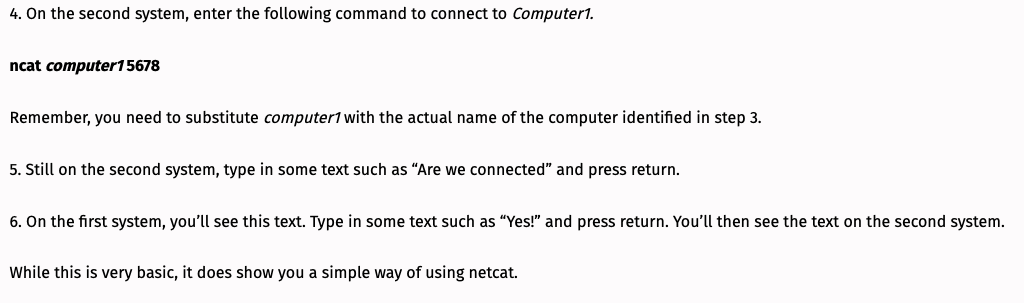 4. On the second system, enter the following command to connect to Computer1.
ncat computer1 5678
Remember, you need to substitute computer1 with the actual name of the computer identified in step 3.
5. Still on the second system, type in some text such as “Are we connected” and press return.
6. On the first system, you’ll see this text. Type in some text such as “Yes!” and press return. You’ll then see the text on the second system.
While this is very basic, it does show you a simple way of using netcat.